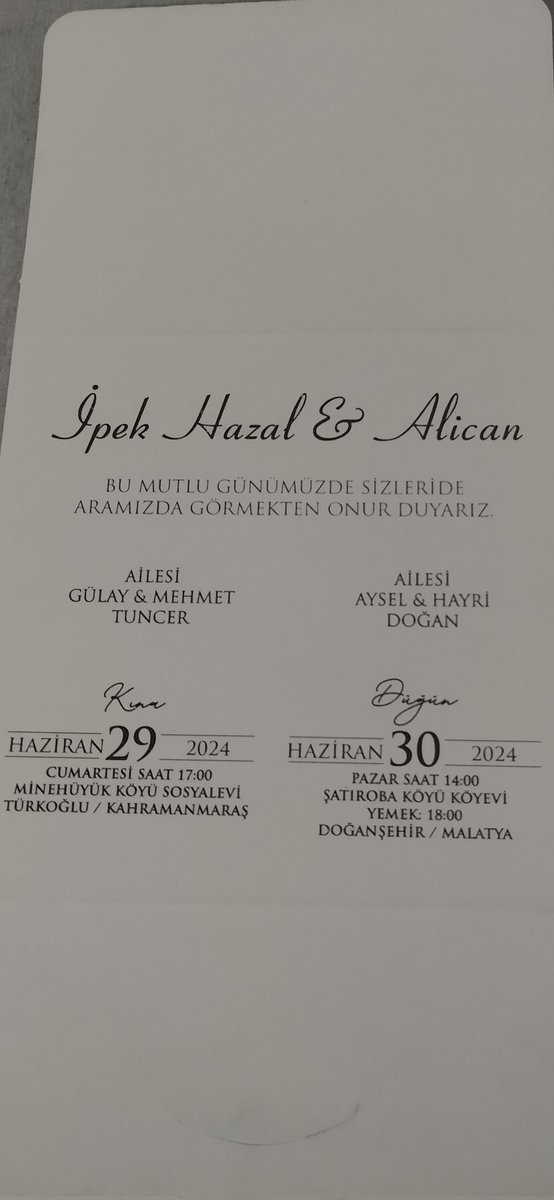 İpek Hazal & Alican
BU MUTLU GÜNÜMÜZDE SİZLERİDE
ARAMIZDA GÖRMEKTEN ONUR DUYARIZ.
AİLESİ
GÜLAY & MEHMET
TUNCER
AİLESİ
AYSEL & HAYRİ
DOĞAN
Kına
HAZİRAN 29 2024
CUMARTESİ SAAT 17:00
MİNEHÜYÜK KÖYÜ SOSYALEVİ
TÜRKOĞLU / KAHRAMANMARAŞ
Düğün
HAZİRAN 30 2024
PAZAR SAAT 14:00
ŞATIROBA KÖYÜ KÖYEVİ
YEMEK: 18:00
DOĞANŞEHİR / MALATYA